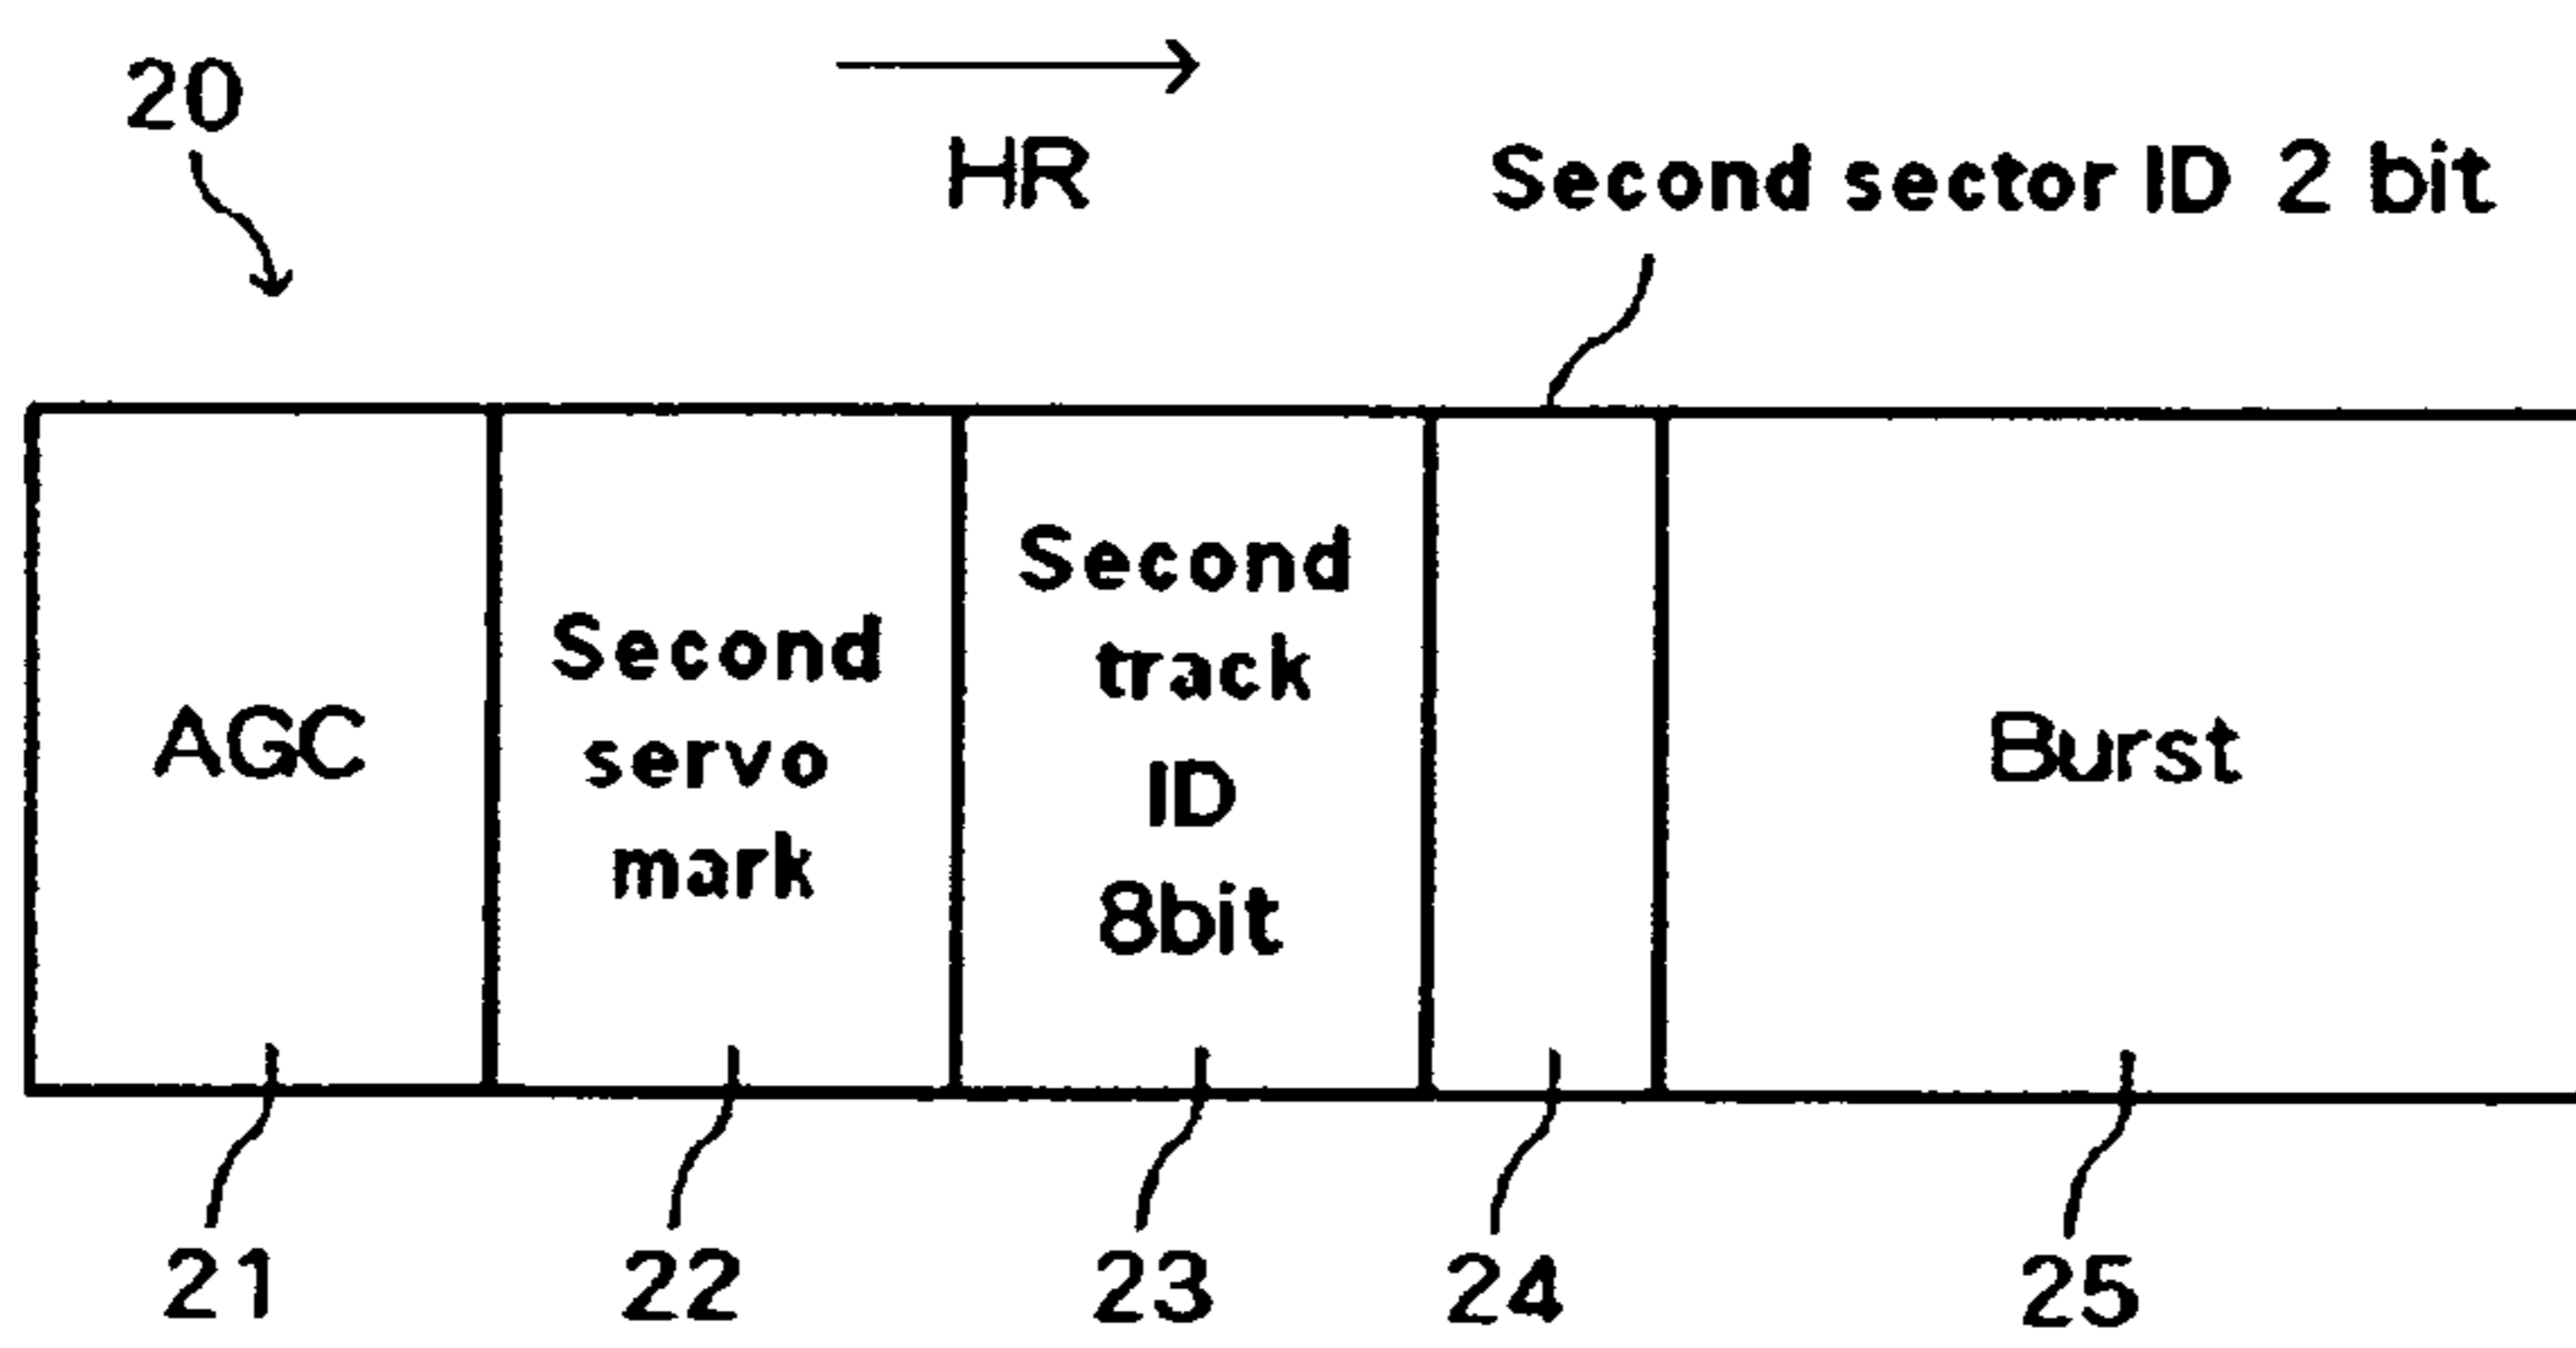 20
HR
Second sector ID 2 bit
AGC
Second
servo
mark
Second
track
ID
8bit
Burst
21
22
23
24
25